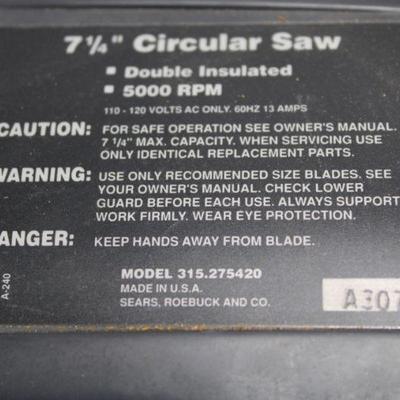 7 1/4" Circular Saw
▪ Double Insulated
▪ 5000 RPM
110 - 120 VOLTS AC ONLY. 60HZ 13 AMPS
CAUTION: FOR SAFE OPERATION SEE OWNER'S MANUAL.
7 1/4" MAX. CAPACITY. WHEN SERVICING USE
ONLY IDENTICAL REPLACEMENT PARTS.
WARNING: USE ONLY RECOMMENDED SIZE BLADES. SEE
YOUR OWNER'S MANUAL. CHECK LOWER
GUARD BEFORE EACH USE. ALWAYS SUPPORT
WORK FIRMLY. WEAR EYE PROTECTION.
ANGER: KEEP HANDS AWAY FROM BLADE.
MODEL 315.275420
MADE IN U.S.A.
SEARS, ROEBUCK AND CO.
A-240
A307